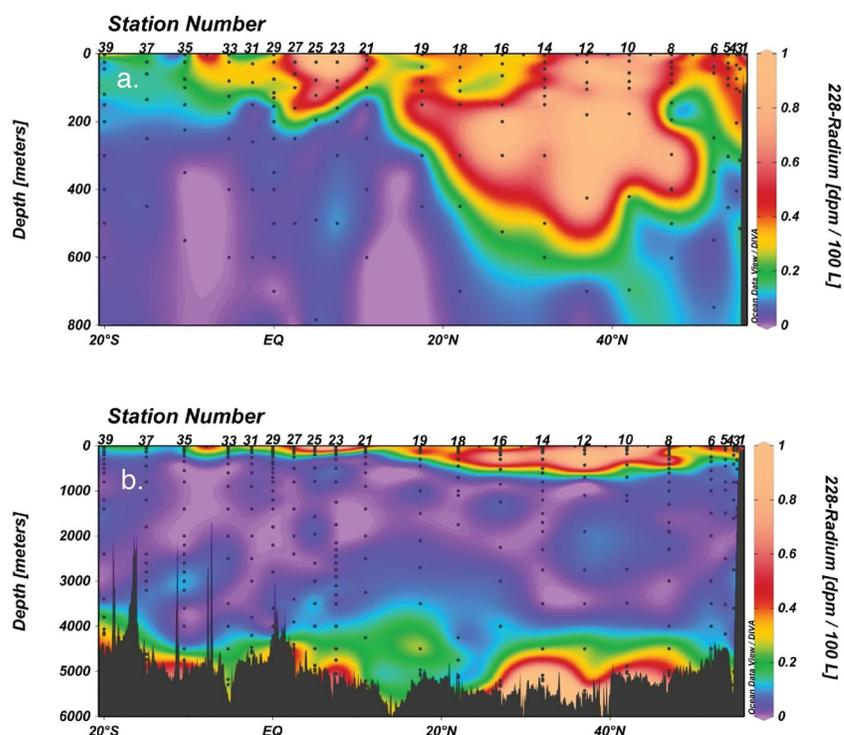 Station Number
39 37 35 33 31 29 27 25 23 21 19 18 16 14 12 10 8 6 5 4 3 1
a.
0
200
400
600
800
Depth [meters]
20°S EQ 20°N 40°N
Ocean Data View / DIVA
1
0.8
0.6
0.4
0.2
0
228-Radium [dpm / 100 L]
Station Number
39 37 35 33 31 29 27 25 23 21 19 18 16 14 12 10 8 6 5 4 3 1
b.
0
1000
2000
3000
4000
5000
6000
Depth [meters]
20°S EQ 20°N 40°N
Ocean Data View / DIVA
1
0.8
0.6
0.4
0.2
0
228-Radium [dpm / 100 L]